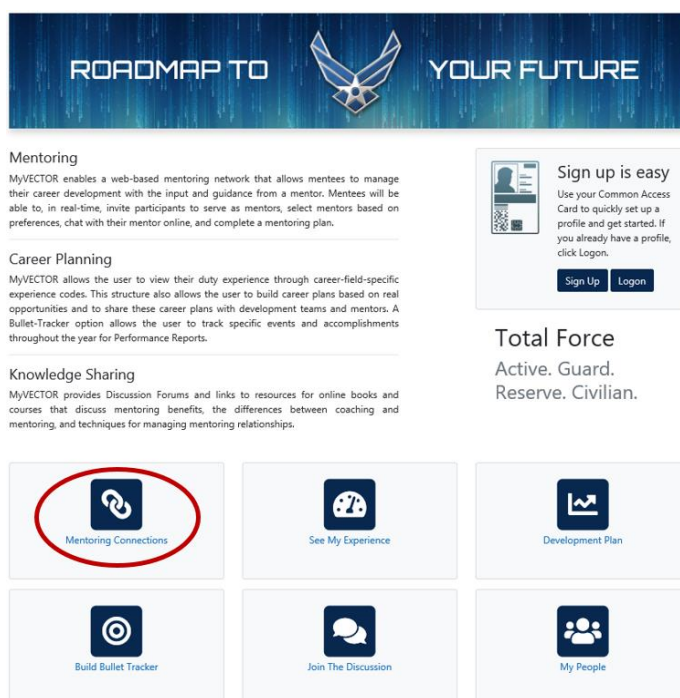 ROADMAP TO YOUR FUTURE
Mentoring
MyVECTOR enables a web-based mentoring network that allows mentees to manage
their career development with the input and guidance from a mentor. Mentees will be
able to, in real-time, invite participants to serve as mentors, select mentors based on
preferences, chat with their mentor online, and complete a mentoring plan.
Career Planning
MyVECTOR allows the user to view their duty experience through career-field-specific
experience codes. This structure also allows the user to build career plans based on real
opportunities and to share these career plans with development teams and mentors. A
Bullet-Tracker option allows the user to track specific events and accomplishments
throughout the year for Performance Reports.
Knowledge Sharing
MyVECTOR provides Discussion Forums and links to resources for online books and
courses that discuss mentoring benefits, the differences between coaching and
mentoring, and techniques for managing mentoring relationships.
Sign up is easy
Use your Common Access
Card to quickly set up a
profile and get started. If
you already have a profile,
click Logon.
Sign Up Logon
Total Force
Active. Guard.
Reserve. Civilian.
Mentoring Connections
See My Experience
Development Plan
Build Bullet Tracker
Join The Discussion
My People